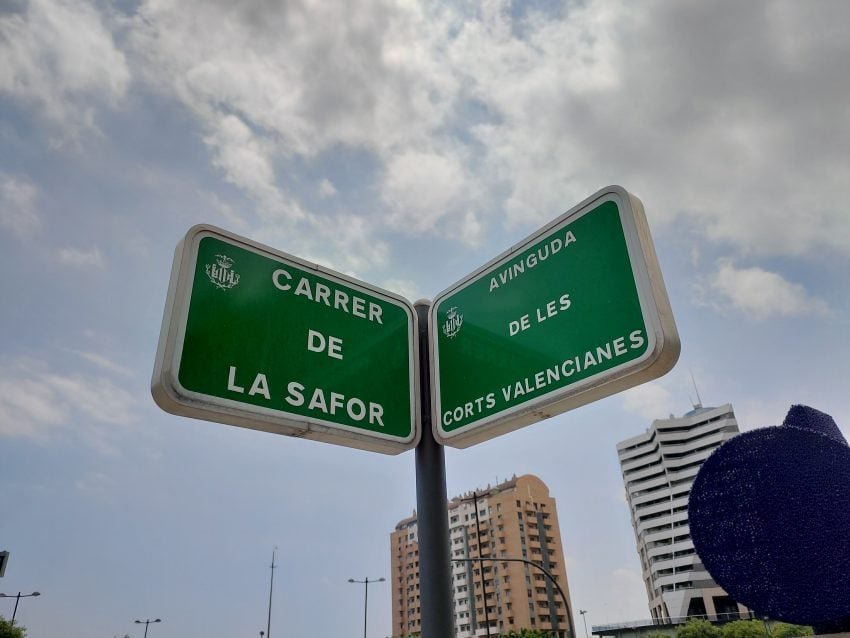 CARRER
DE
LA SAFOR
AVINGUDA
DE LES
CORTS VALENCIANES